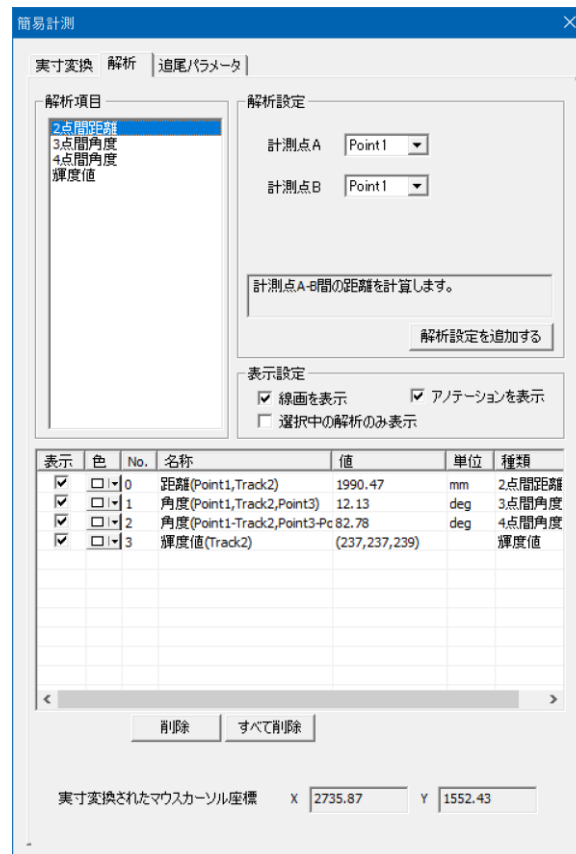 簡易計測
実寸変換 解析 追尾パラメータ
解析項目
2点間距離
3点間角度
4点間角度
輝度値
解析設定
計測点A Point1
計測点B Point1
計測点A-B間の距離を計算します。
解析設定を追加する
表示設定
線画を表示 アノテーションを表示
選択中の解析のみ表示
表示 色 No. 名称 値 単位 種類
0 距離(Point1,Track2) 1990.47 mm 2点間距離
1 角度(Point1,Track2,Point3) 12.13 deg 3点間角度
2 角度(Point1-Track2,Point3-Pc 82.78 deg 4点間角度
3 輝度値(Track2) (237,237,239) 輝度値
削除 すべて削除
実寸変換されたマウスカーソル座標 X 2735.87 Y 1552.43